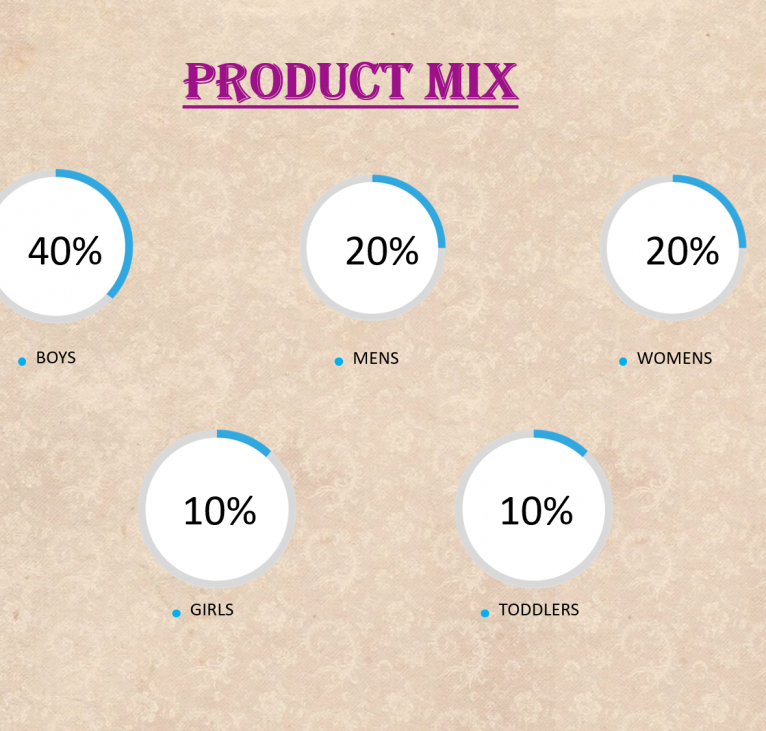 PRODUCT MIX
40%
20%
20%
BOYS
MENS
WOMENS
10%
10%
GIRLS
TODDLERS